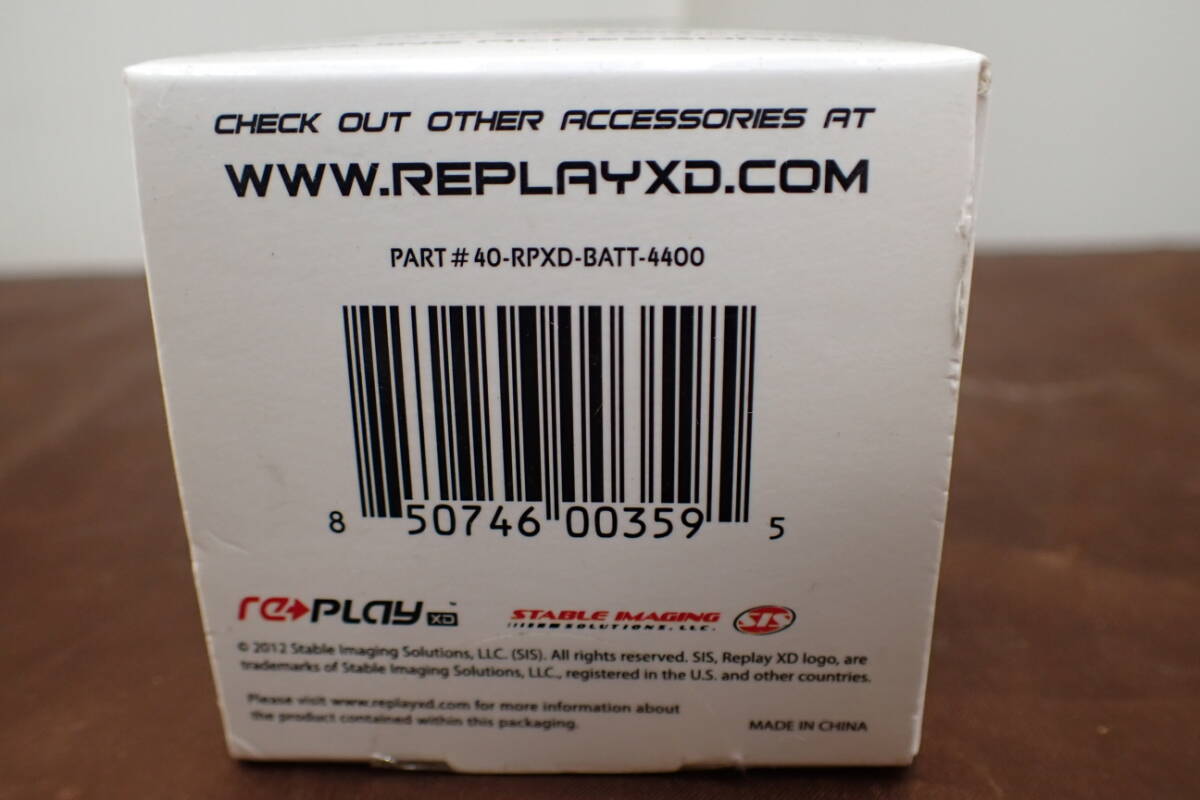 CHECK OUT OTHER ACCESSORIES AT
WWW.REPLAYXD.COM
PART # 40-RPXD-BATT-4400
8 50746 00359 5
re PLAY XD ™
STABLE IMAGING SIS
SOLUTIONS, LLC.
© 2012 Stable Imaging Solutions, LLC. (SIS). All rights reserved. SIS, Replay XD logo, are
trademarks of Stable Imaging Solutions, LLC., registered in the U.S. and other countries.
Please visit www.replayxd.com for more information about
the product contained within this packaging.
MADE IN CHINA